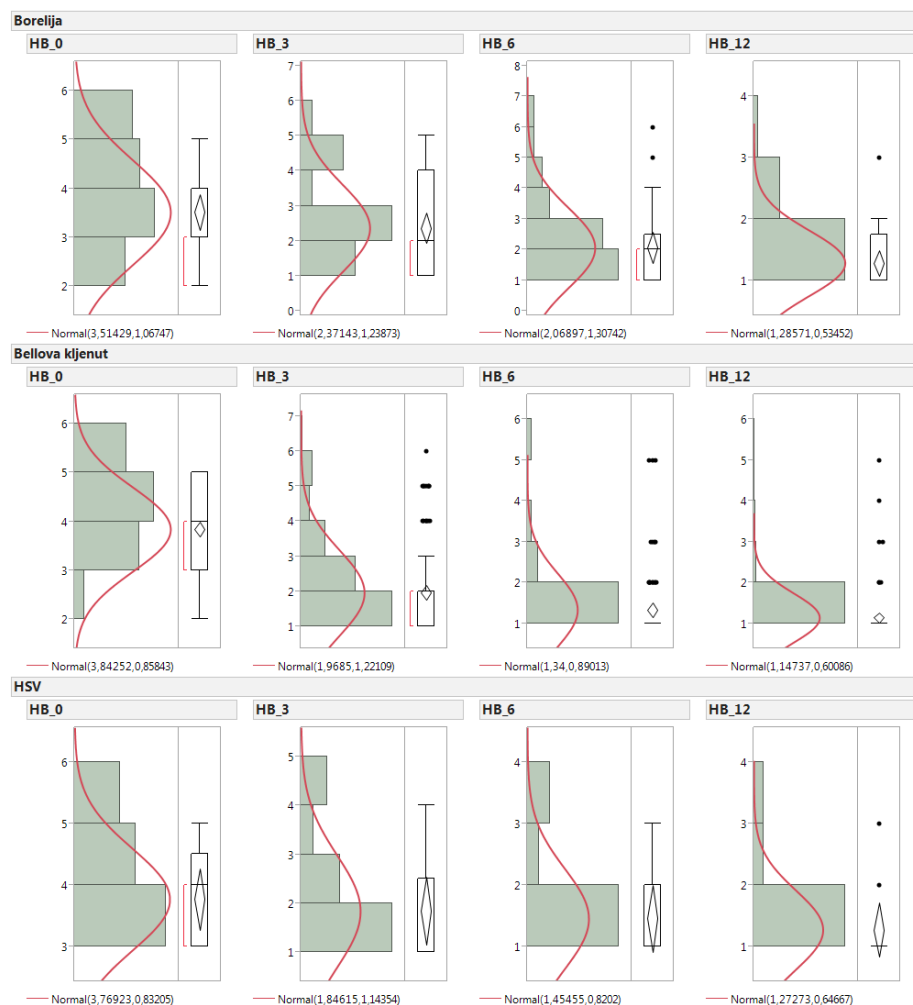 Borelija
HB_0 HB_3 HB_6 HB_12
6 5 4 3 2
7 6 5 4 3 2 1 0
8 7 6 5 4 3 2 1 0
4 3 2 1
Normal(3,51429,1,06747) Normal(2,37143,1,23873) Normal(2,06897,1,30742) Normal(1,28571,0,53452)
Bellova kljenut
HB_0 HB_3 HB_6 HB_12
6 5 4 3 2
7 6 5 4 3 2 1
6 5 4 3 2 1
6 5 4 3 2 1
Normal(3,84252,0,85843) Normal(1,9685,1,22109) Normal(1,34,0,89013) Normal(1,14737,0,60086)
HSV
HB_0 HB_3 HB_6 HB_12
6 5 4 3
5 4 3 2 1
4 3 2 1
4 3 2 1
Normal(3,76923,0,83205) Normal(1,84615,1,14354) Normal(1,45455,0,8202) Normal(1,27273,0,64667)